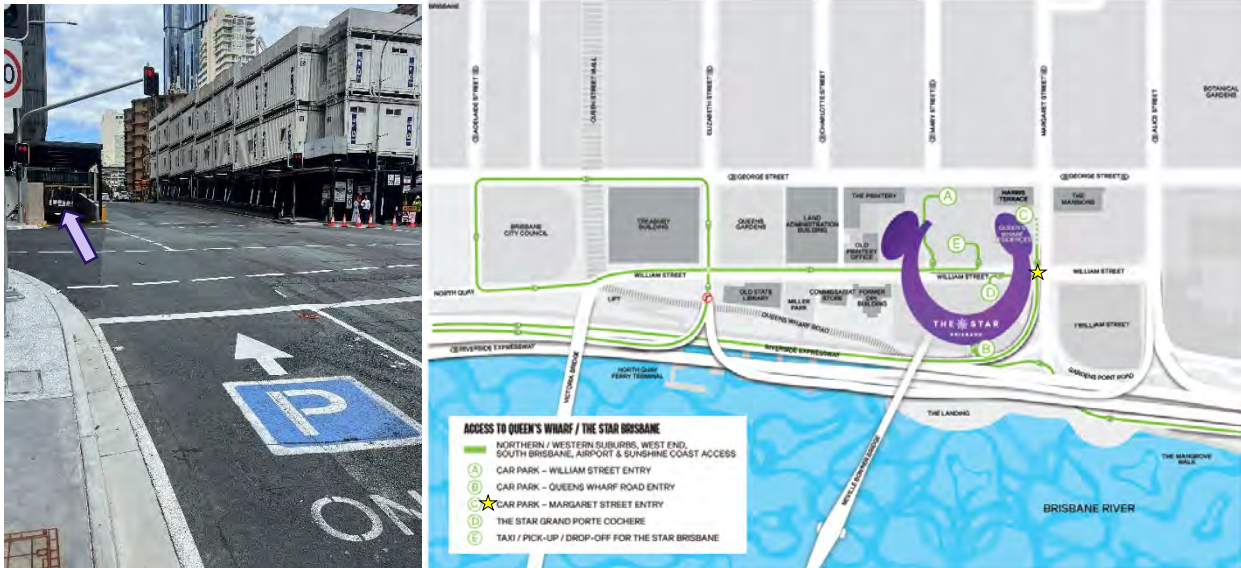 0
P
ON
BRISBANE
ADELAIDE STREET
QUEEN STREET MALL
ELIZABETH STREET
CHARLOTTE STREET
MARY STREET
MARGARET STREET
ALICE STREET
BOTANICAL
GARDENS
GEORGE STREET
GEORGE STREET
BRISBANE
CITY COUNCIL
TREASURY
BUILDING
QUEENS
GARDENS
LAND
ADMINISTRATION
BUILDING
THE PRINTERY
OLD
PRINTERY
OFFICE
A
E
HARRIS
TERRACE
C
QUEEN'S
WHARF
RESIDENCES
THE
MANSIONS
NORTH QUAY
WILLIAM STREET
WILLIAM STREET
WILLIAM STREET
D
LIFT
OLD STATE
LIBRARY
MILLER
PARK
COMMISSARIAT
STORE
FORMER
DPI
BUILDING
QUEENS WHARF ROAD
THE STAR
BRISBANE
1 WILLIAM STREET
B
RIVERSIDE EXPRESSWAY
RIVERSIDE EXPRESSWAY
VICTORIA BRIDGE
NORTH QUAY
FERRY TERMINAL
GARDENS POINT ROAD
THE LANDING
NEVILLE BONNER BRIDGE
THE MANGROVE
WALK
BRISBANE RIVER
ACCESS TO QUEEN'S WHARF / THE STAR BRISBANE
NORTHERN / WESTERN SUBURBS, WEST END,
SOUTH BRISBANE, AIRPORT & SUNSHINE COAST ACCESS
A CAR PARK – WILLIAM STREET ENTRY
B CAR PARK – QUEENS WHARF ROAD ENTRY
C CAR PARK – MARGARET STREET ENTRY
D THE STAR GRAND PORTE COCHERE
E TAXI / PICK-UP / DROP-OFF FOR THE STAR BRISBANE